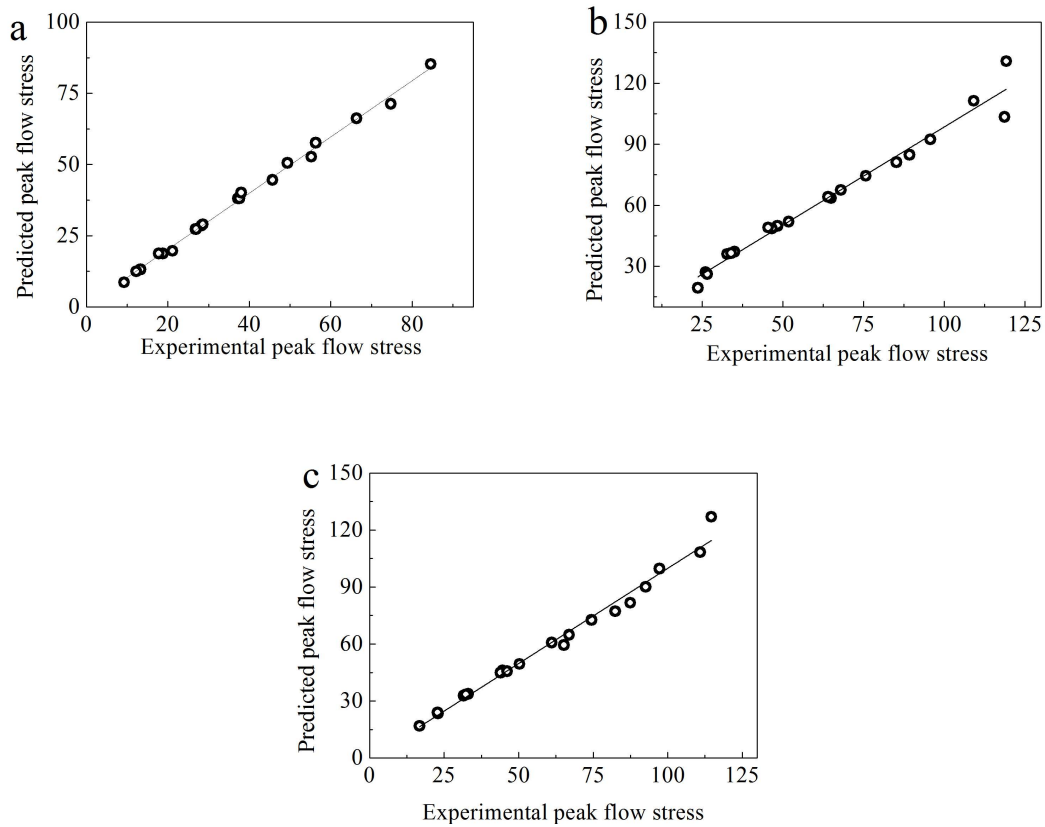 a
Predicted peak flow stress
100
75
50
25
0
0 20 40 60 80
Experimental peak flow stress
b
Predicted peak flow stress
150
120
90
60
30
25 50 75 100 125
Experimental peak flow stress
c
Predicted peak flow stress
150
120
90
60
30
0
0 25 50 75 100 125
Experimental peak flow stress